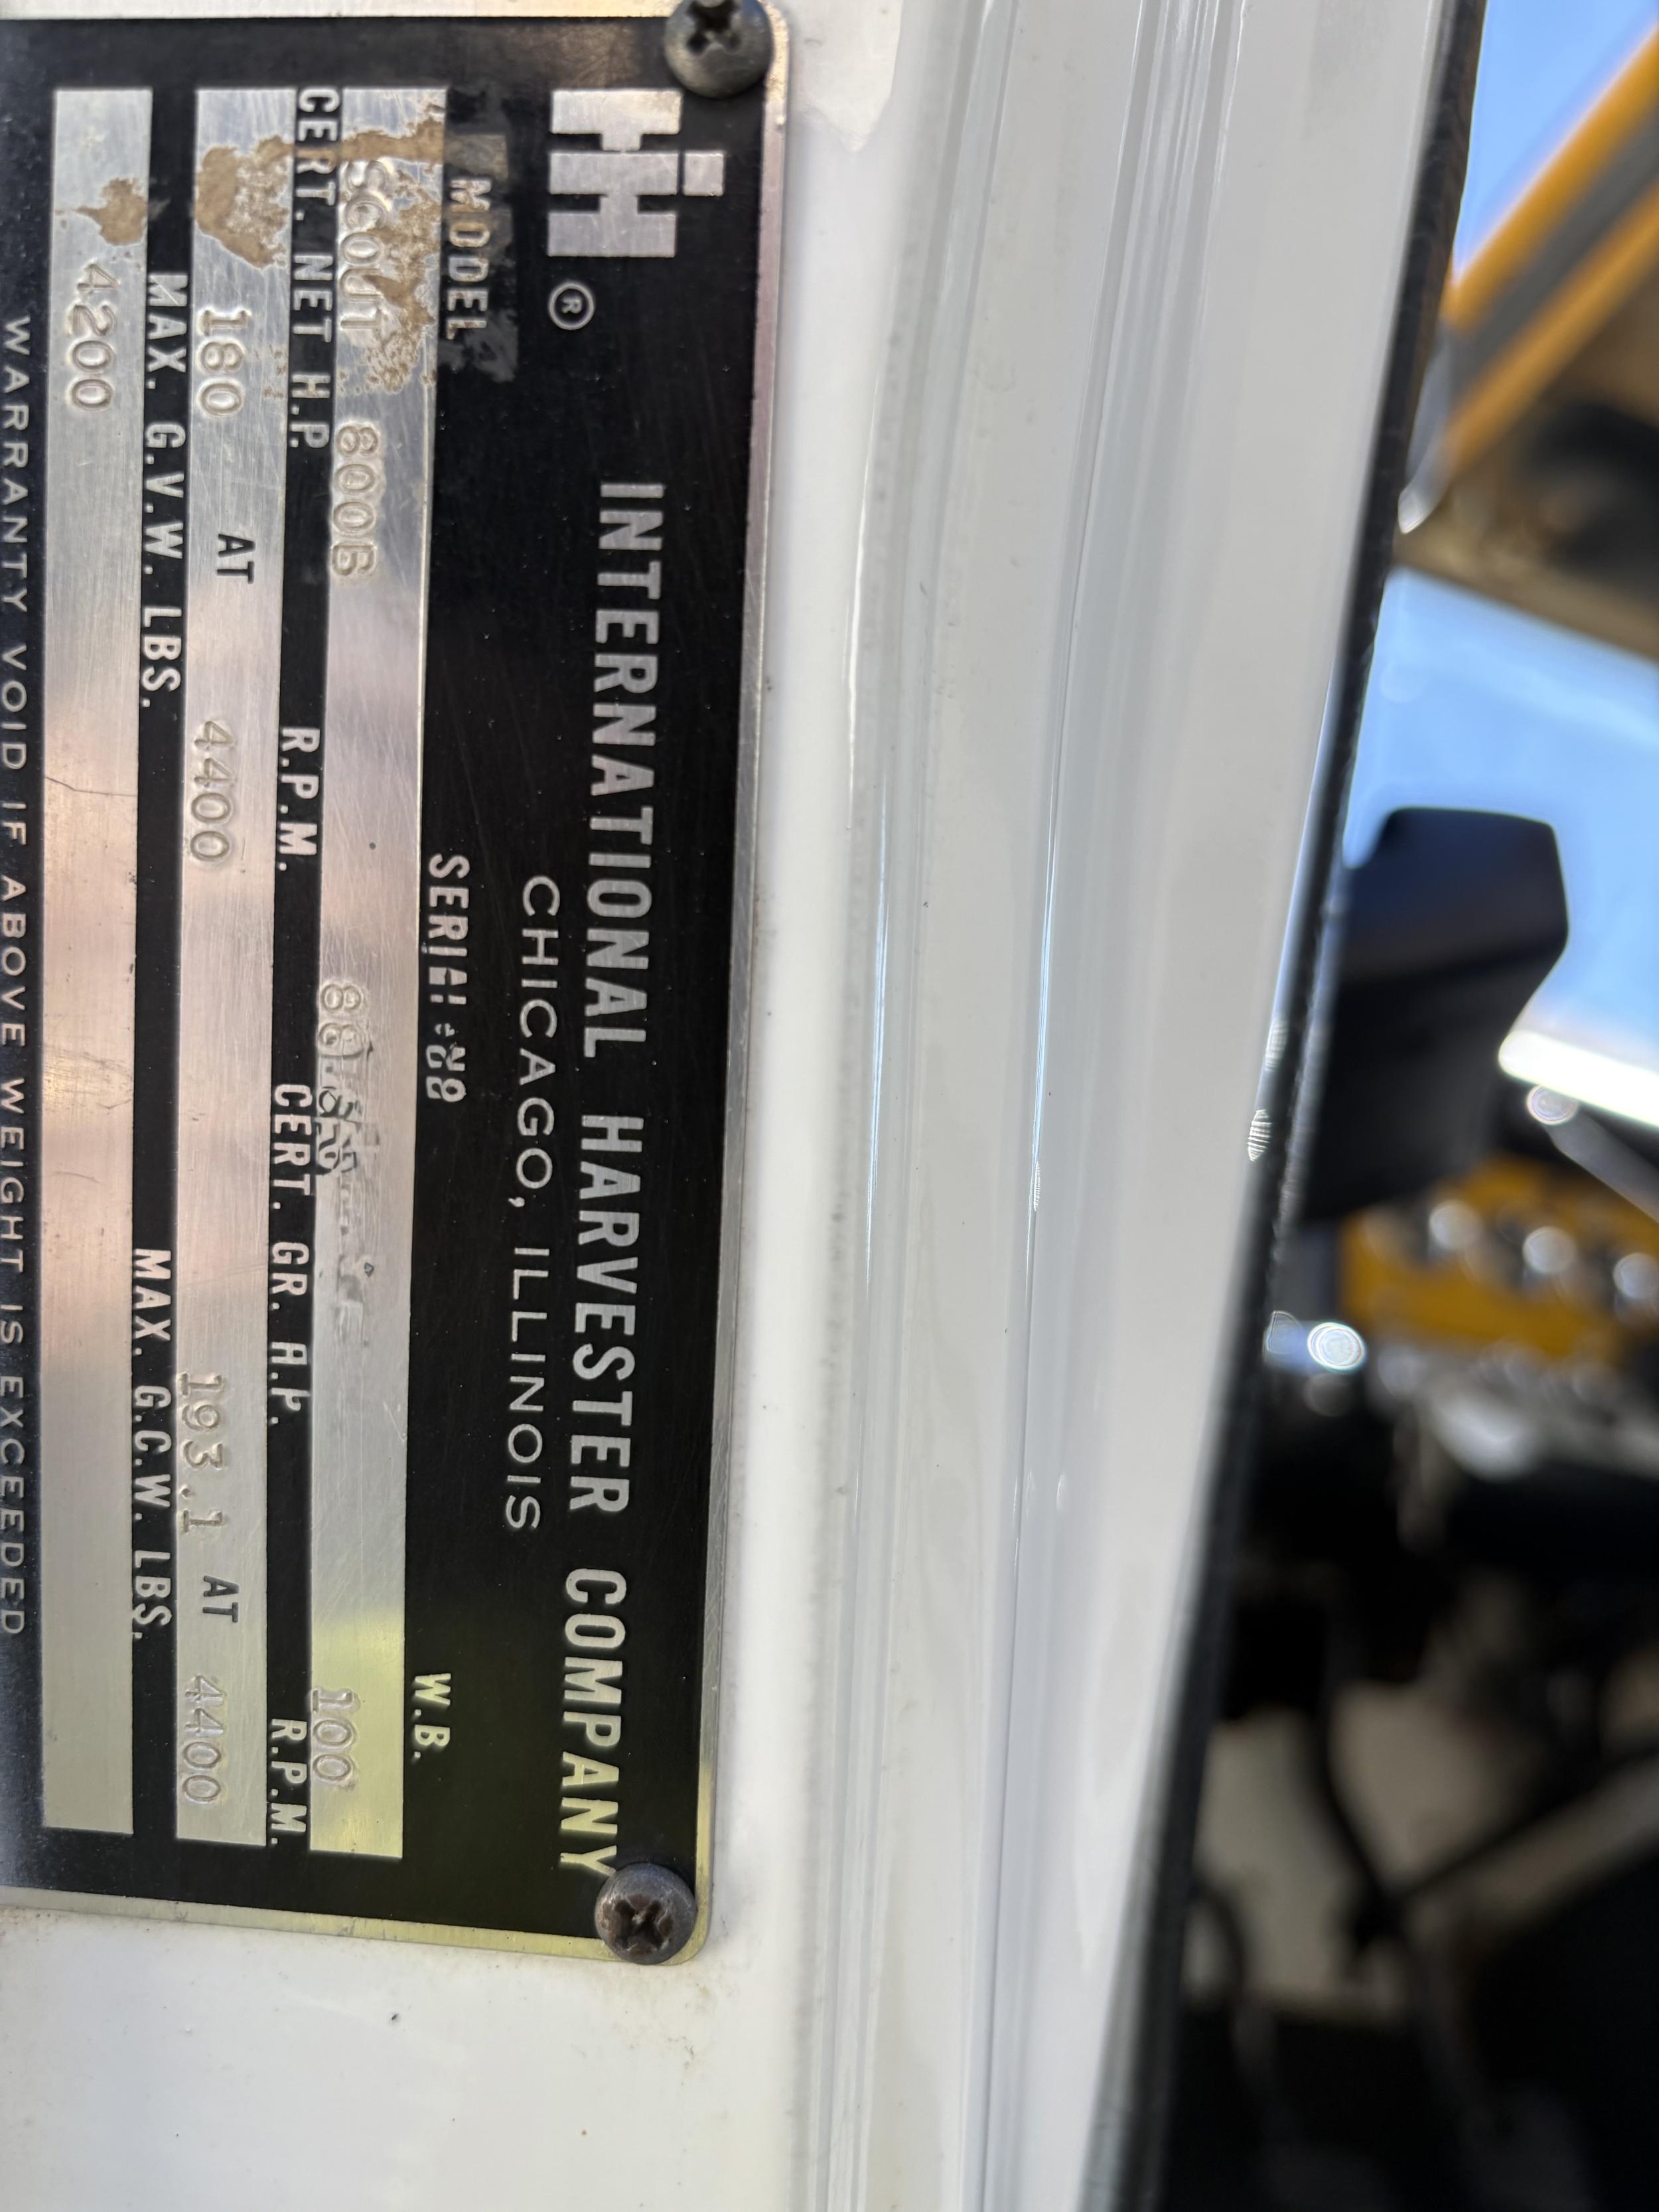 IH ® INTERNATIONAL HARVESTER COMPANY
CHICAGO, ILLINOIS
MODEL W.B.
SCOUT 800B 100
CERT. NET H.P. R.P.M. CERT. GR. H.P. R.P.M.
180 AT 4400 193.1 AT 4400
MAX. G.V.W. LBS. MAX. G.C.W. LBS.
4200
WARRANTY VOID IF ABOVE WEIGHT IS EXCEEDED